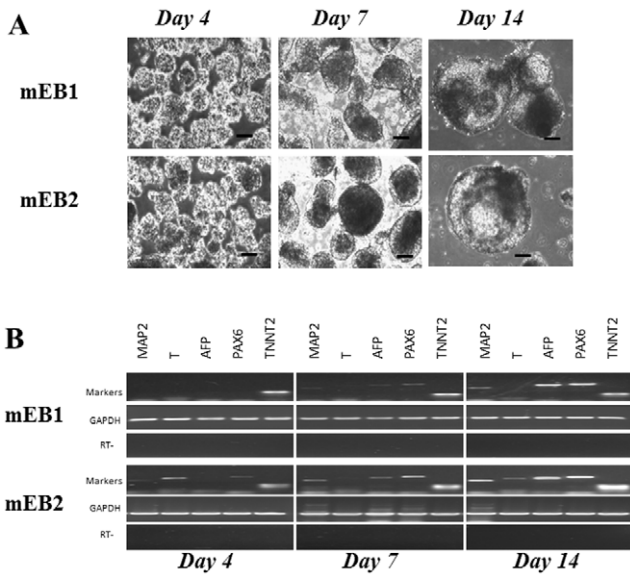 A
Day 4 Day 7 Day 14
mEB1
mEB2
B
MAP2 T AFP PAX6 TNNT2 MAP2 T AFP PAX6 TNNT2 MAP2 T AFP PAX6 TNNT2
Markers
mEB1 GAPDH
RT-
Markers
mEB2 GAPDH
RT-
Day 4 Day 7 Day 14